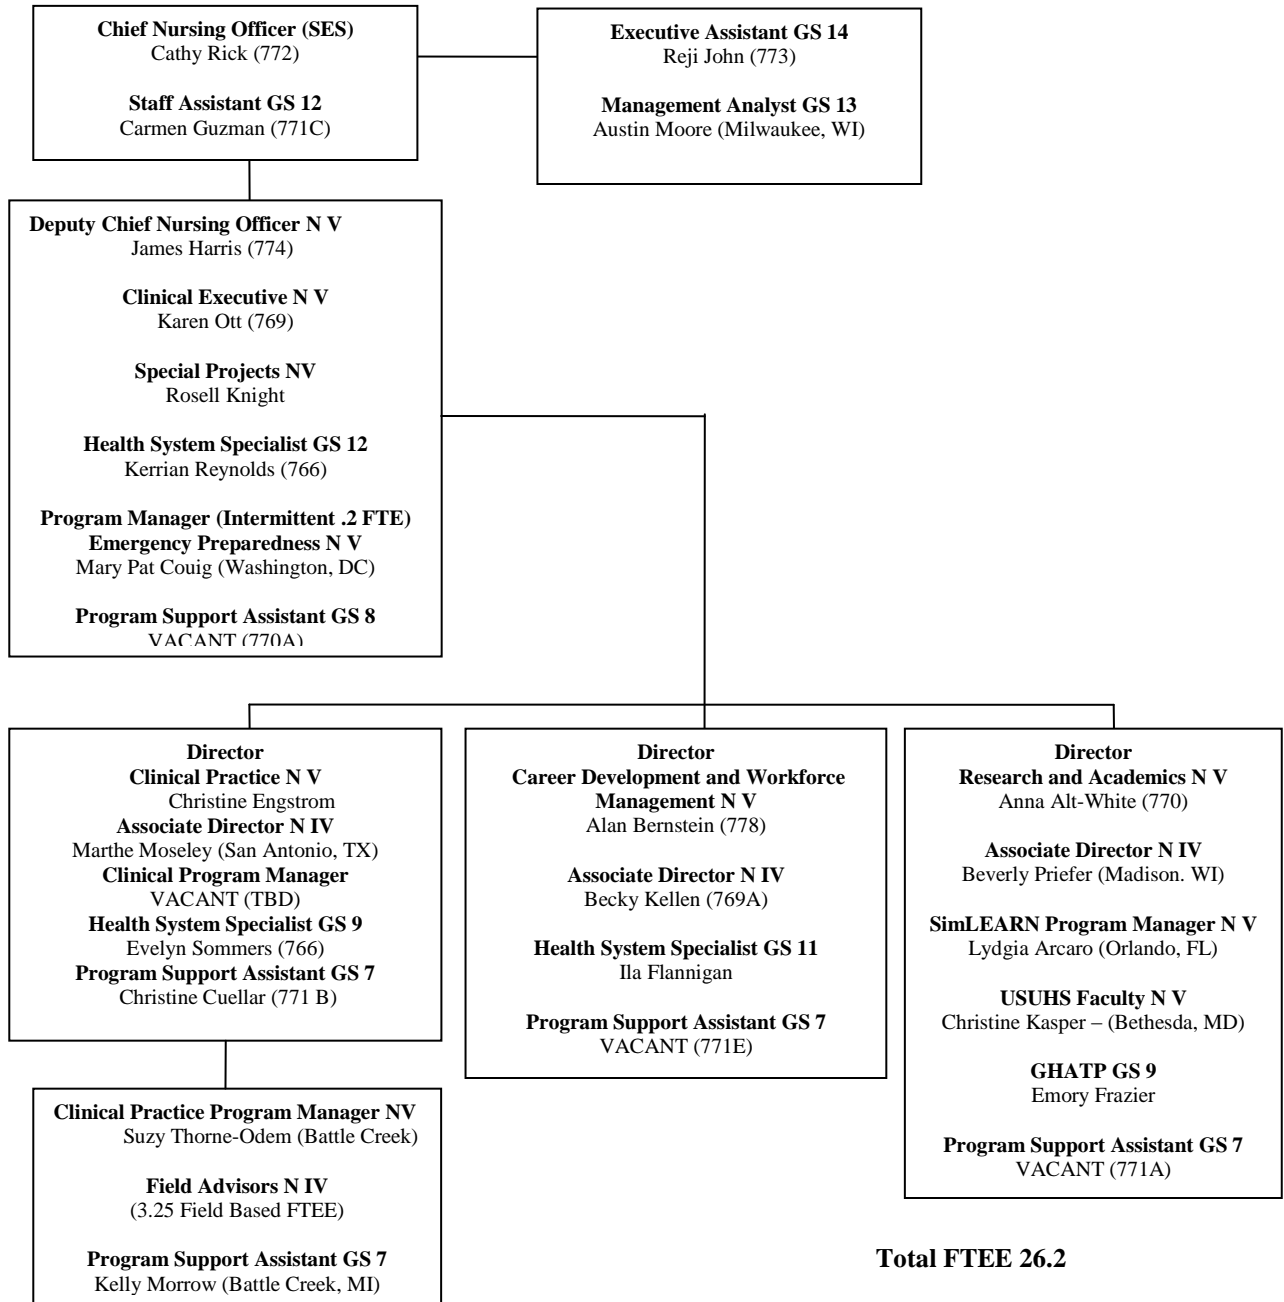 Chief Nursing Officer (SES)
Cathy Rick (772)
Staff Assistant GS 12
Carmen Guzman (771C)
Executive Assistant GS 14
Reji John (773)
Management Analyst GS 13
Austin Moore (Milwaukee, WI)
Deputy Chief Nursing Officer N V
James Harris (774)
Clinical Executive N V
Karen Ott (769)
Special Projects NV
Rosell Knight
Health System Specialist GS 12
Kerrian Reynolds (766)
Program Manager (Intermittent .2 FTE)
Emergency Preparedness N V
Mary Pat Couig (Washington, DC)
Program Support Assistant GS 8
VACANT (770A)
Director
Clinical Practice N V
Christine Engstrom
Associate Director N IV
Marthe Moseley (San Antonio, TX)
Clinical Program Manager
VACANT (TBD)
Health System Specialist GS 9
Evelyn Sommers (766)
Program Support Assistant GS 7
Christine Cuellar (771 B)
Director
Career Development and Workforce
Management N V
Alan Bernstein (778)
Associate Director N IV
Becky Kellen (769A)
Health System Specialist GS 11
Ila Flannigan
Program Support Assistant GS 7
VACANT (771E)
Director
Research and Academics N V
Anna Alt-White (770)
Associate Director N IV
Beverly Priefer (Madison. WI)
SimLEARN Program Manager N V
Lydgia Arcaro (Orlando, FL)
USUHS Faculty N V
Christine Kasper – (Bethesda, MD)
GHATP GS 9
Emory Frazier
Program Support Assistant GS 7
VACANT (771A)
Clinical Practice Program Manager NV
Suzy Thorne-Odem (Battle Creek)
Field Advisors N IV
(3.25 Field Based FTEE)
Program Support Assistant GS 7
Kelly Morrow (Battle Creek, MI)
Total FTEE 26.2